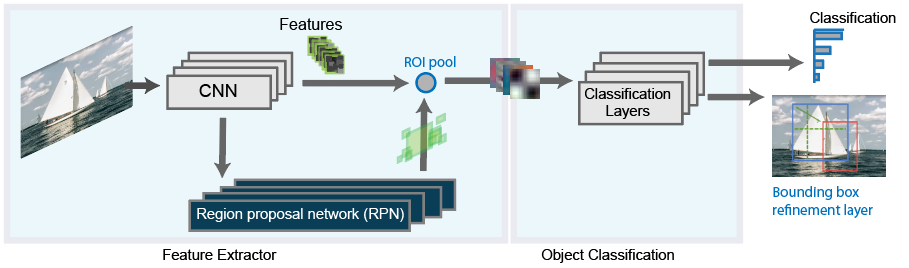 Features
Classification
ROI pool
CNN
Classification
Layers
Region proposal network (RPN)
Bounding box
refinement layer
Feature Extractor
Object Classification